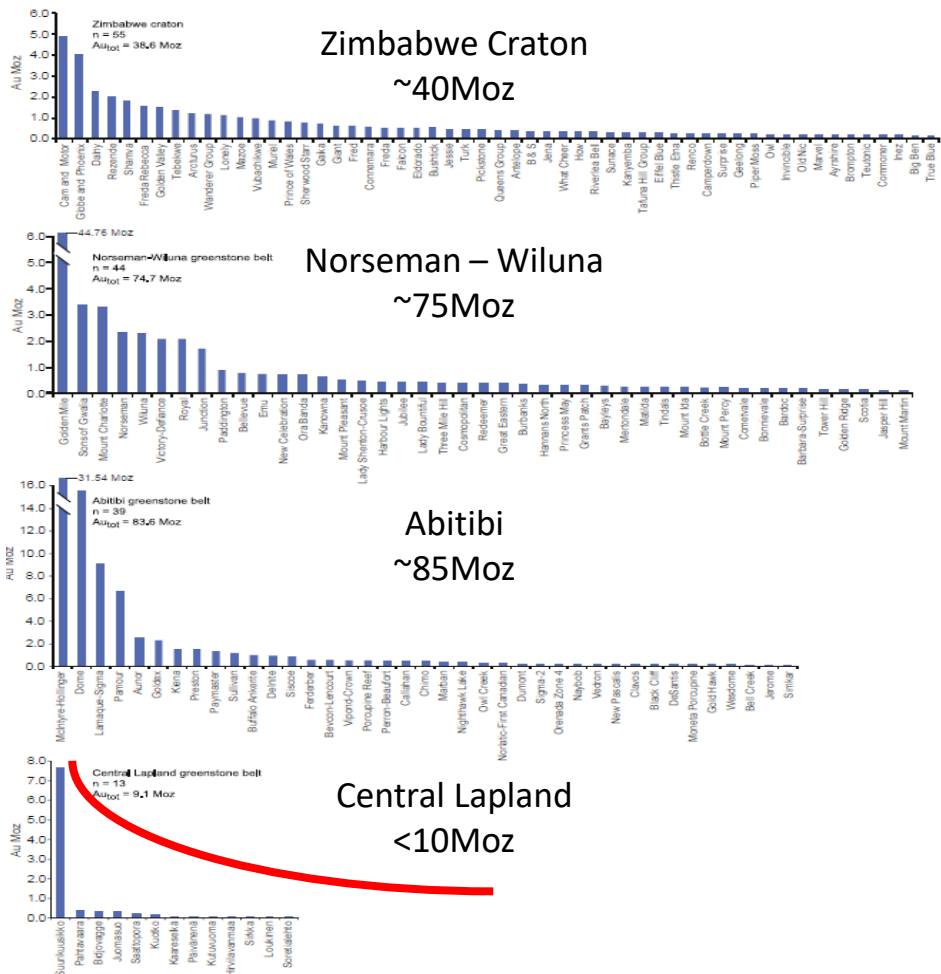 6.0
5.0
4.0
3.0
2.0
1.0
0.0
Au Moz
Zimbabwe craton
n = 55
Autot = 38.6 Moz
Zimbabwe Craton
~40Moz
Cam and Motor
Globe and Phoenix
Dalny
Rezende
Shamva
Freda Rebecca
Golden Valley
Tebekwe
Arcturus
Wanderer Group
Lonely
Mazoe
Vubachikwe
Muriel
Prince of Wales
Sherwood Starr
Gaika
Giant
Fred
Connemara
Freda
Falcon
Eldorado
Bushtick
Jessie
Turk
Pickstone
Queens Group
Antelope
B & S
Jena
What Cheer
How
Riverlea Bell
Sunace
Kanyemba
Tafuna Hill Group
Eiffel Blue
Thistle Etna
Renco
Camperdown
Surprise
Geelong
Piper Moss
Owl
Invincible
Old Nic
Marvel
Ayrshire
Brompton
Teutonic
Commoner
Inez
Big Ben
True Blue
6.0
5.0
4.0
3.0
2.0
1.0
0.0
Au Moz
44.76 Moz
Norseman-Wiluna greenstone belt
n = 44
Autot = 74.7 Moz
Norseman – Wiluna
~75Moz
Golden Mile
Sons of Gwalia
Mount Charlotte
Norseman
Wiluna
Victory-Defiance
Royal
Junction
Paddington
Bellevue
Emu
New Celebration
Ora Banda
Kanowna
Mount Pleasant
Lady Shenton-Crusoe
Harbour Lights
Jubilee
Lady Bountiful
Three Mile Hill
Cosmopolitan
Redeemer
Great Eastern
Burbanks
Hannans North
Princess May
Grants Patch
Bayleys
Mertondale
Matilda
Tindals
Mount Ida
Bottle Creek
Mount Percy
Cometvale
Bonnievale
Bardoc
Barbara-Surprise
Tower Hill
Golden Ridge
Scotia
Jasper Hill
Mount Martin
16.0
14.0
12.0
10.0
8.0
6.0
4.0
2.0
0.0
Au Moz
31.54 Moz
Abitibi greenstone belt
n = 39
Autot = 83.6 Moz
Abitibi
~85Moz
McIntyre-Hollinger
Dome
Lamaque-Sigma
Pamour
Aunor
Goldex
Kiena
Preston
Paymaster
Sullivan
Buffalo Ankerite
Delnite
Siscoe
Ferderber
Bevcon-Lencourt
Vipond-Crown
Porcupine Reef
Perron-Beaufort
Callahan
Chimo
Marban
Nighthawk Lake
Owl Creek
Norlartic-First Canadian
Dumont
Sigma-2
Orenada Zone 4
Naybob
Vedron
New Pascalis
Clavos
Black Cliff
DeSantis
Moneta Porcupine
Gold Hawk
Wesdome
Bell Creek
Jerome
Simkar
8.0
7.0
6.0
5.0
4.0
3.0
2.0
1.0
0.0
Au Moz
Central Lapland greenstone belt
n = 13
Autot = 9.1 Moz
Central Lapland
<10Moz
Suurikuusikko
Pahtavaara
Bidjovagge
Juomasuo
Saattopora
Kuotko
Kaareselkä
Päivänenä
Kutuvuoma
Hirvilavanmaa
Sirkka
Loukinen
Soretialehto